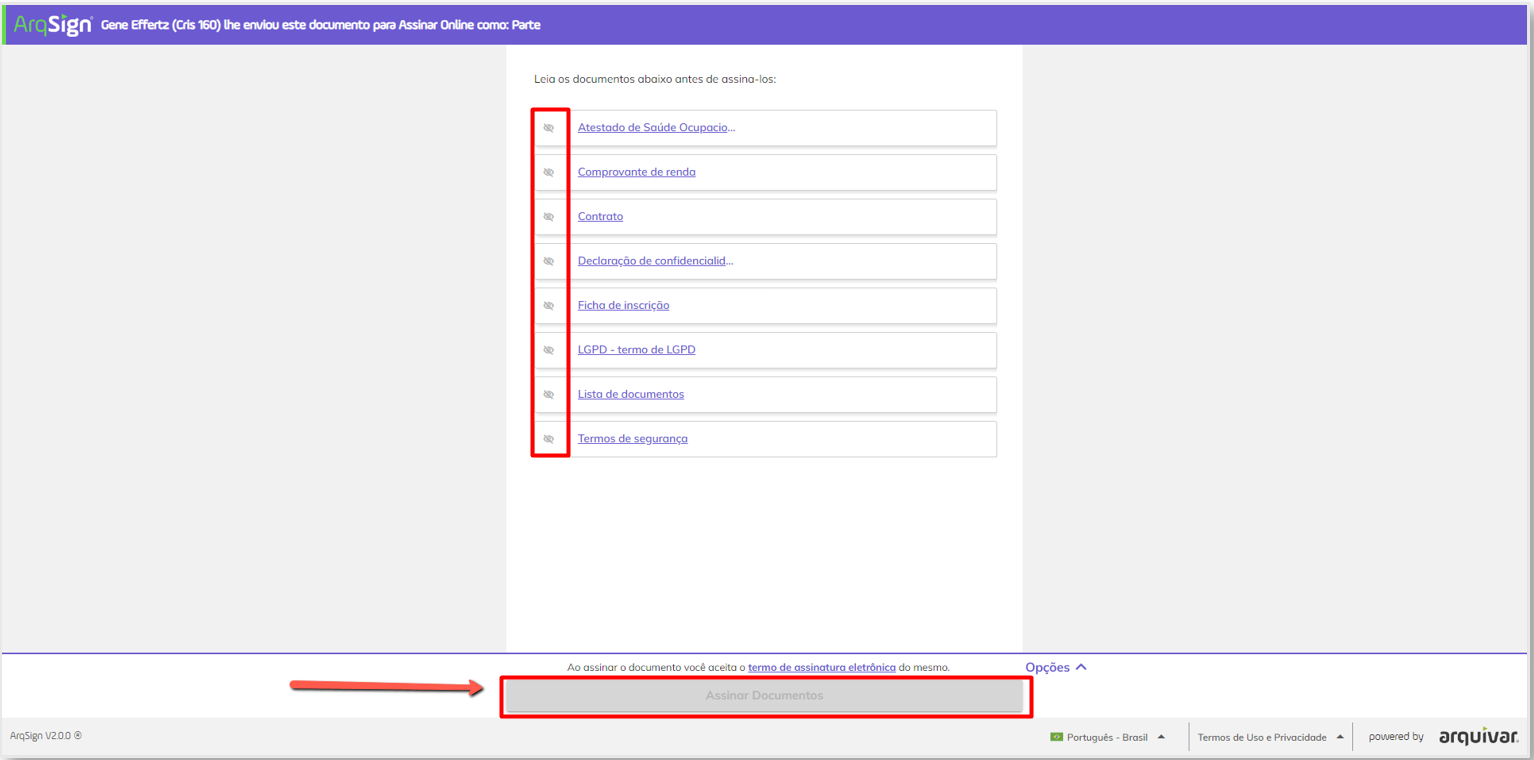 ArqSign® Gene Effertz (Cris 160) lhe enviou este documento para Assinar Online como: Parte
Leia os documentos abaixo antes de assina-los:
Atestado de Saúde Ocupacio...
Comprovante de renda
Contrato
Declaração de confidencialid...
Ficha de inscrição
LGPD - termo de LGPD
Lista de documentos
Termos de segurança
Ao assinar o documento você aceita o termo de assinatura eletrônica do mesmo.
Opções
Assinar Documentos
ArqSign V2.0.0 ®
Português - Brasil
Termos de Uso e Privacidade
powered by arquivar.